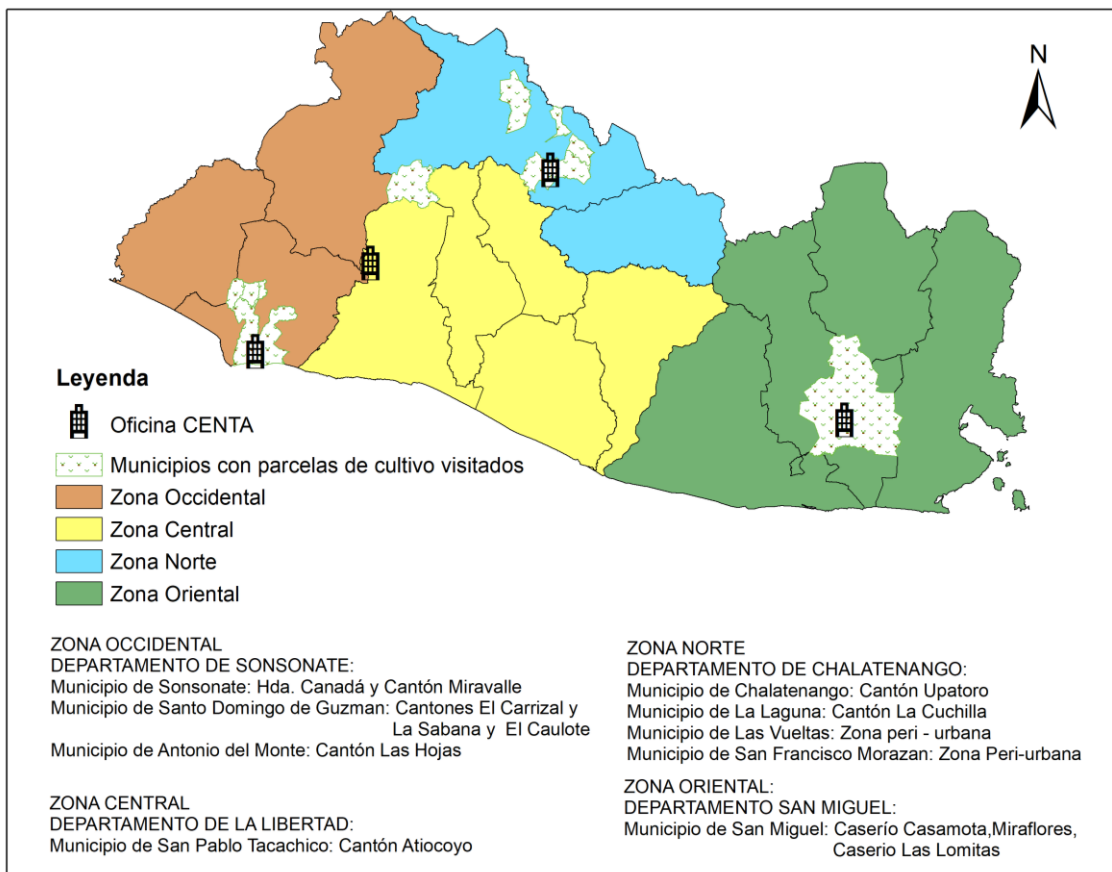 N
Leyenda
Oficina CENTA
Municipios con parcelas de cultivo visitados
Zona Occidental
Zona Central
Zona Norte
Zona Oriental
ZONA OCCIDENTAL
DEPARTAMENTO DE SONSONATE:
Municipio de Sonsonate: Hda. Canadá y Cantón Miravalle
Municipio de Santo Domingo de Guzman: Cantones El Carrizal y
La Sabana y El Caulote
Municipio de Antonio del Monte: Cantón Las Hojas
ZONA CENTRAL
DEPARTAMENTO DE LA LIBERTAD:
Municipio de San Pablo Tacachico: Cantón Atiocoyo
ZONA NORTE
DEPARTAMENTO DE CHALATENANGO:
Municipio de Chalatenango: Cantón Upatoro
Municipio de La Laguna: Cantón La Cuchilla
Municipio de Las Vueltas: Zona peri - urbana
Municipio de San Francisco Morazan: Zona Peri-urbana
ZONA ORIENTAL:
DEPARTAMENTO SAN MIGUEL:
Municipio de San Miguel: Caserío Casamota,Miraflores,
Caserio Las Lomitas